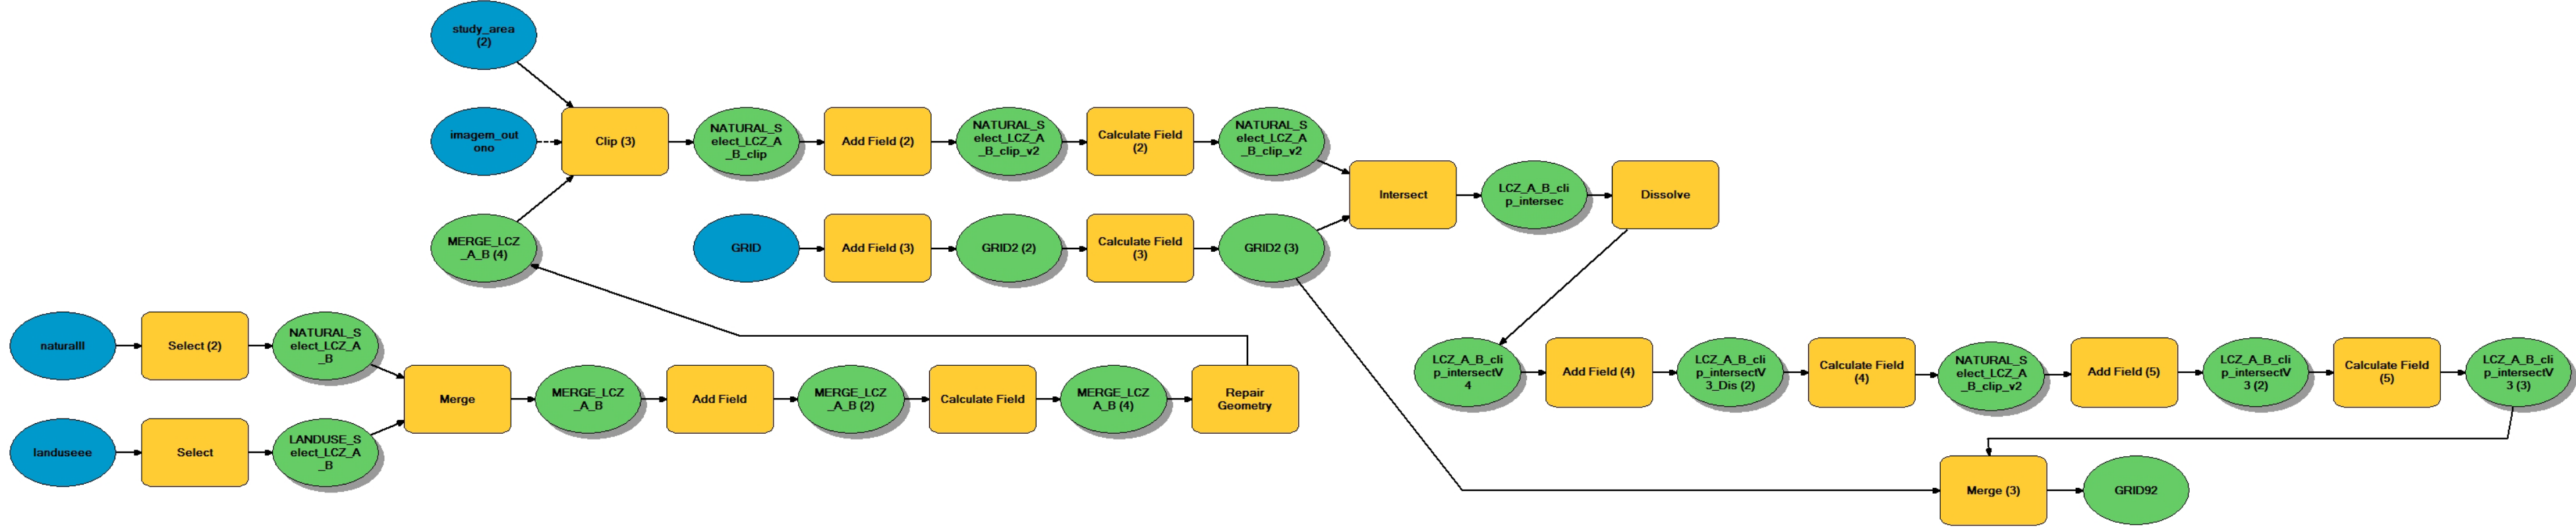 study_area
(2)
imagem_out
ono
Clip (3)
NATURAL_S
elect_LCZ_A
_B_clip
Add Field (2)
NATURAL_S
elect_LCZ_A
_B_clip_v2
Calculate Field
(2)
NATURAL_S
elect_LCZ_A
_B_clip_v2
Intersect
LCZ_A_B_cli
p_intersec
Dissolve
MERGE_LCZ
_A_B (4)
GRID
Add Field (3)
GRID2 (2)
Calculate Field
(3)
GRID2 (3)
naturalll
Select (2)
NATURAL_S
elect_LCZ_A
_B
landuseee
Select
LANDUSE_S
elect_LCZ_A
_B
Merge
MERGE_LCZ
_A_B
Add Field
MERGE_LCZ
_A_B (2)
Calculate Field
MERGE_LCZ
_A_B (4)
Repair
Geometry
LCZ_A_B_cli
p_intersectV
4
Add Field (4)
LCZ_A_B_cli
p_intersectV
3_Dis (2)
Calculate Field
(4)
NATURAL_S
elect_LCZ_A
_B_clip_v2
Add Field (5)
LCZ_A_B_cli
p_intersectV
3 (2)
Calculate Field
(5)
LCZ_A_B_cli
p_intersectV
3 (3)
Merge (3)
GRID92